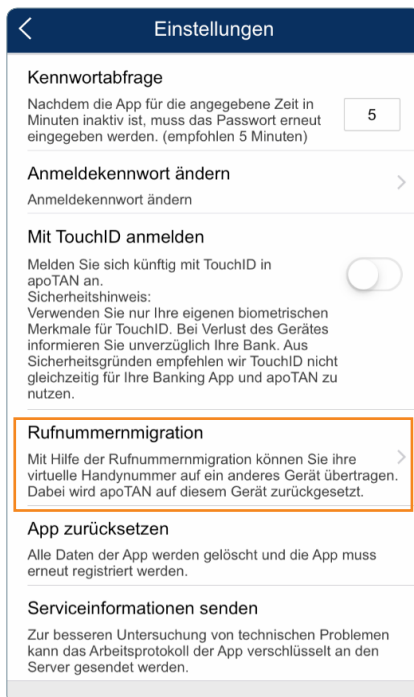 Einstellungen
Kennwortabfrage
Nachdem die App für die angegebene Zeit in
Minuten inaktiv ist, muss das Passwort erneut
eingegeben werden. (empfohlen 5 Minuten)
5
Anmeldekennwort ändern
Anmeldekennwort ändern
Mit TouchID anmelden
Melden Sie sich künftig mit TouchID in
apoTAN an.
Sicherheitshinweis:
Verwenden Sie nur Ihre eigenen biometrischen
Merkmale für TouchID. Bei Verlust des Gerätes
informieren Sie unverzüglich Ihre Bank. Aus
Sicherheitsgründen empfehlen wir TouchID nicht
gleichzeitig für Ihre Banking App und apoTAN zu
nutzen.
Rufnummernmigration
Mit Hilfe der Rufnummernmigration können Sie ihre
virtuelle Handynummer auf ein anderes Gerät übertragen.
Dabei wird apoTAN auf diesem Gerät zurückgesetzt.
App zurücksetzen
Alle Daten der App werden gelöscht und die App muss
erneut registriert werden.
Serviceinformationen senden
Zur besseren Untersuchung von technischen Problemen
kann das Arbeitsprotokoll der App verschlüsselt an den
Server gesendet werden.